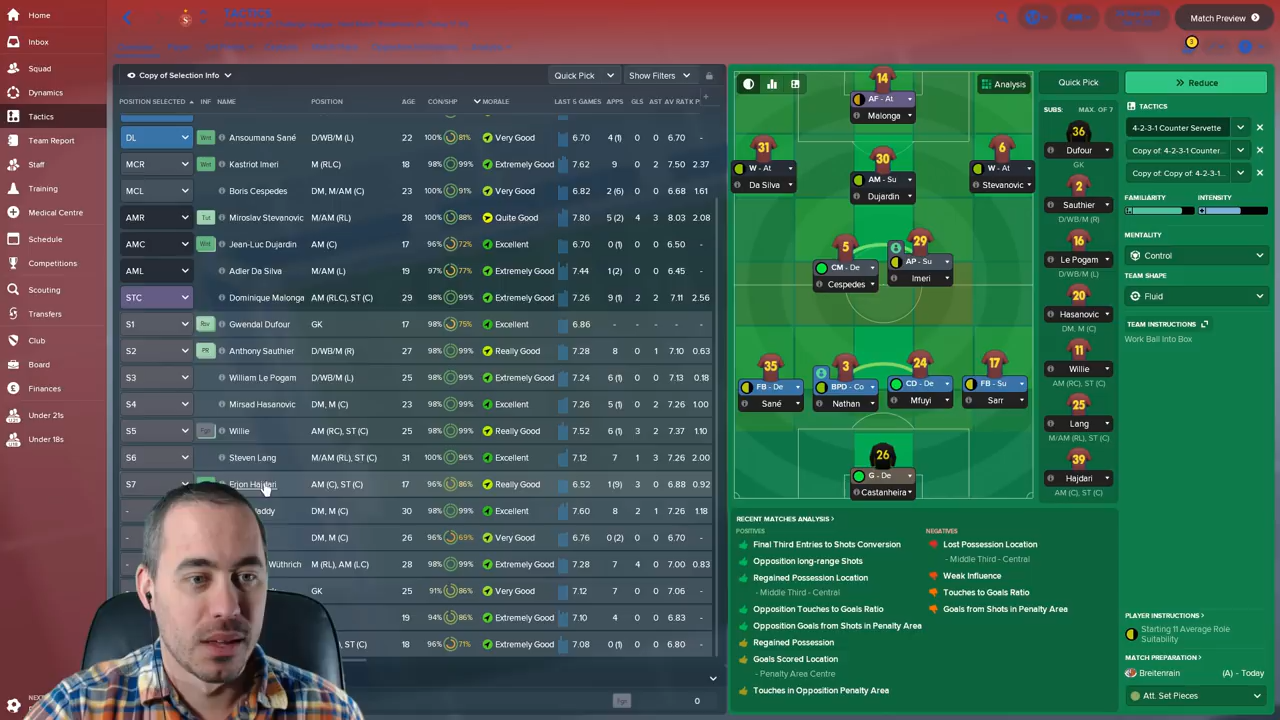 Home
Inbox
Squad
Dynamics
Tactics
Team Report
Staff
Training
Medical Centre
Schedule
Competitions
Scouting
Transfers
Club
Board
Finances
Under 21s
Under 18s
TACTICS
Match Preview
3
Copy of Selection Info
Quick Pick
Show Filters
POSITION SELECTED INF NAME POSITION AGE CON/SHP MORALE LAST 5 GAMES APPS GLS AST AV RAT
DL Wnt Ansoumana Sané D/WB/M (L) 22 100% 81% Very Good 6.70 4 (1) 0 0 6.70 -
MCR Wnt Kastriot Imeri M (RLC) 18 100% 98% Very Good 7.62 9 0 2 7.50 2.37
MCL Boris Cespedes DM, M/AM (C) 23 100% 96% Very Good 6.82 2 (6) 0 0 6.68 1.61
AMR Tut Miroslav Stevanovic M/AM (RL) 28 100% 88% Quite Good 7.80 5 (2) 4 3 8.03 2.08
AMC Wnt Jean-Luc Dujardin AM (C) 17 96% 72% Excellent 6.70 1 (1) 0 0 6.50 -
AML Adler Da Silva M/AM (L) 19 97% 91% Extremely Good 7.44 1 (2) 0 0 6.45 -
STC Dominique Malonga AM (RLC), ST (C) 29 95% 99% Extremely Good 7.16 7 (2) 4 2 7.11 2.56
S1 Gwendal Dufour GK 17 98% 75% Excellent 6.86 - - - - -
S2 PR Anthony Sauthier D/WB/M (R) 27 98% 99% Really Good 7.28 8 0 1 7.10 0.63
S3 William Le Pogam D/WB/M (L) 25 98% 99% Extremely Good 7.24 6 (1) 0 2 7.13 0.18
S4 Mirsad Hasanovic DM, M (C) 23 98% 99% Excellent 7.26 5 (1) 0 2 7.26 1.00
S5 Fgn Willie AM (RC), ST (C) 21 99% 99% Really Good 7.52 6 (1) 3 3 7.37 1.10
S6 Steven Lang M/AM (RL), ST (C) 31 98% 99% Excellent 7.12 7 1 3 7.26 2.00
S7 Erjon Hajdari AM (C), ST (C) 17 96% 86% Really Good 6.52 1(9) 3 0 6.88 0.92
- DM, M (C) 22 98% 99% Excellent 7.60 8 2 1 7.26 1.18
- DM, M (C) 26 96% 69% Very Good 6.76 0 (2) 0 0 6.40 -
- Wüthrich M (L), AM (LC) 28 Extremely Good 7.00 7 4 0 7.00 0.83
GK 25 91% 86% Very Good 7.12 7 0 0 7.06 -
19 Extremely Good 7.10 4 0 0 6.83 -
Extremely Good 7.08 0 0 6.80 -
0
Analysis
14
AF - At
Malonga
31
W - At
Da Silva
30
AM - Su
Dujardin
6
W - At
Stevanovic
5
CM - De
Cespedes
29
AP - Su
Imeri
35
FB - De
Sané
3
BPD - Co
Nathan
24
CD - De
Mfuyi
17
FB - Su
Sarr
26
G - De
Castanheira
RECENT MATCHES ANALYSIS
POSITIVES
Final Third Entries to Shots Conversion
Opposition long-range Shots
Regained Possession Location
- Middle Third - Central
Opposition Touches to Goals Ratio
Opposition Goals from Shots in Penalty Area
Regained Possession
Goals Scored Location
- Penalty Area Centre
Touches in Opposition Penalty Area
NEGATIVES
Lost Possession Location
- Middle Third - Central
Weak Influence
Touches to Goals Ratio
Goals from Shots in Penalty Area
Quick Pick
SUBS: MAX. OF 7
36
Dufour
GK
2
Sauthier
D/WB/M (R)
16
Le Pogam
D/WB/M (L)
20
Hasanovic
DM, M (C)
11
Willie
AM (RC), ST (C)
25
Lang
M/AM (RL), ST (C)
39
Hajdari
AM (C), ST (C)
Reduce
TACTICS
4-2-3-1 Counter Servette
Copy of: 4-2-3-1 Counter...
Copy of: Copy of: 4-2-3-1...
FAMILIARITY INTENSITY
MENTALITY
Control
TEAM SHAPE
Fluid
TEAM INSTRUCTIONS
Work Ball Into Box
PLAYER INSTRUCTIONS
Starting 11 Average Role
Suitability
MATCH PREPARATION
Breitenrain (A) - Today
Att. Set Pieces